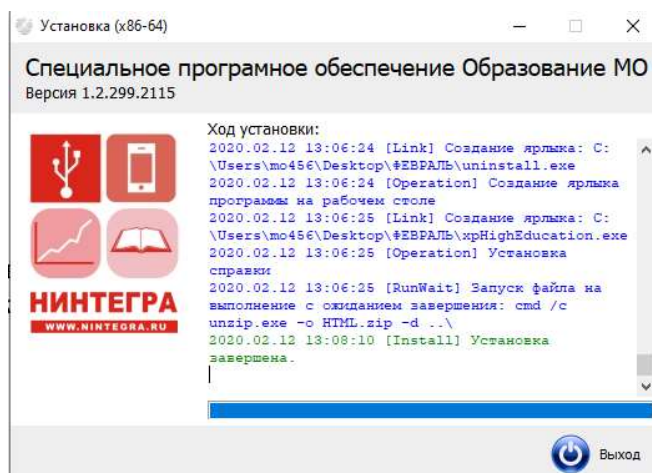 Установка (x86-64)
Специальное програмное обеспечение Образование МО
Версия 1.2.299.2115
Ход установки:
2020.02.12 13:06:24 [Link] Создание ярлыка: C:
\Users\mo456\Desktop\ФЕВРАЛЬ\uninstall.exe
2020.02.12 13:06:24 [Operation] Создание ярлыка
программы на рабочем столе
2020.02.12 13:06:25 [Link] Создание ярлыка: C:
\Users\mo456\Desktop\ФЕВРАЛЬ\xpHighEducation.exe
2020.02.12 13:06:25 [Operation] Установка
справки
2020.02.12 13:06:25 [RunWait] Запуск файла на
выполнение с ожиданием завершения: cmd /c
unzip.exe -o HTML.zip -d ..\
2020.02.12 13:08:10 [Install] Установка
завершена.
НИНТЕГРА
WWW.NINTEGRA.RU
Выход